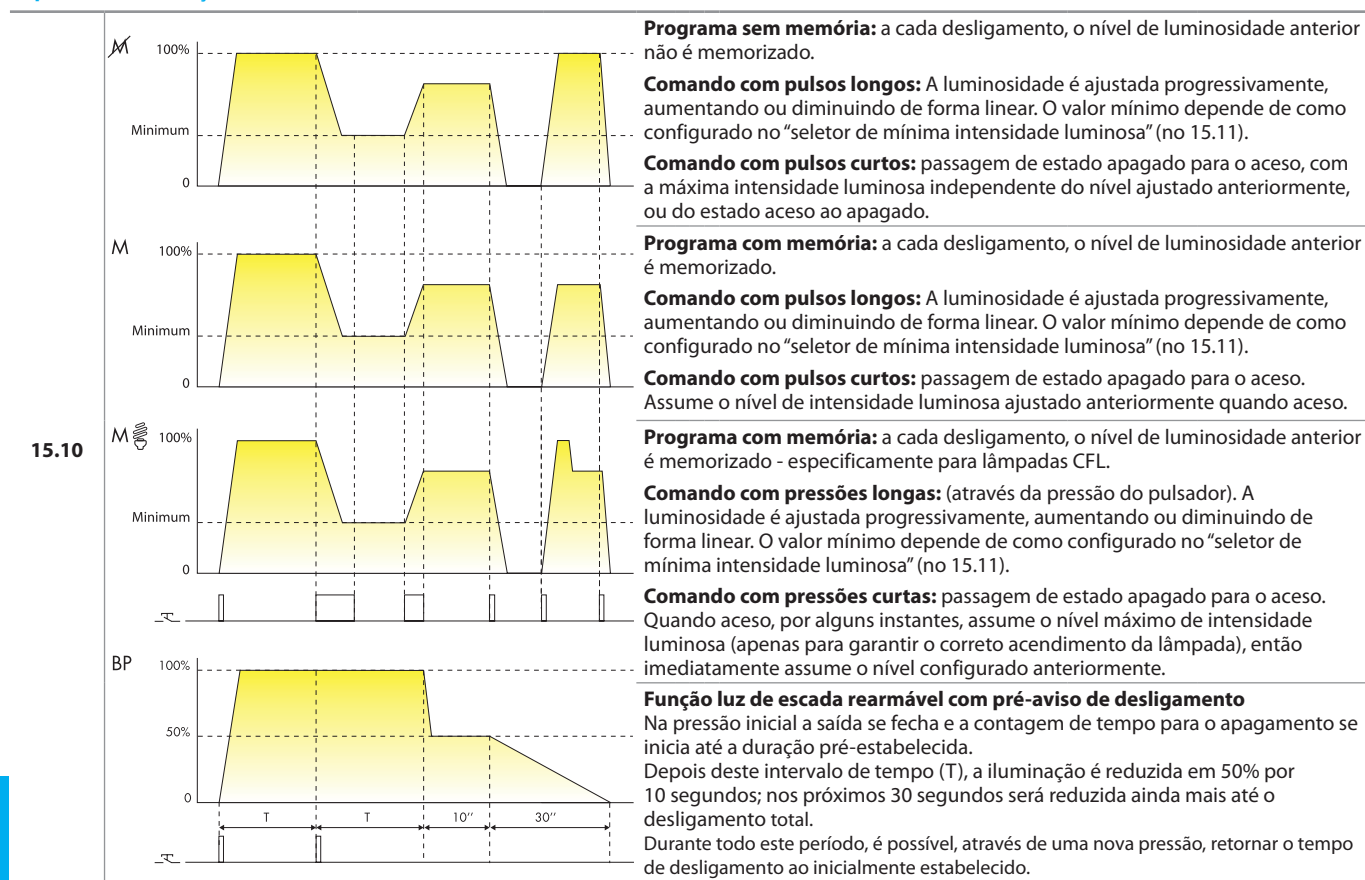 15.10
M
100%
Minimum
0
Programa sem memória: a cada desligamento, o nível de luminosidade anterior
não é memorizado.
Comando com pulsos longos: A luminosidade é ajustada progressivamente,
aumentando ou diminuindo de forma linear. O valor mínimo depende de como
configurado no “seletor de mínima intensidade luminosa” (no 15.11).
Comando com pulsos curtos: passagem de estado apagado para o aceso, com
a máxima intensidade luminosa independente do nível ajustado anteriormente,
ou do estado aceso ao apagado.
M
100%
Minimum
0
Programa com memória: a cada desligamento, o nível de luminosidade anterior
é memorizado.
Comando com pulsos longos: A luminosidade é ajustada progressivamente,
aumentando ou diminuindo de forma linear. O valor mínimo depende de como
configurado no “seletor de mínima intensidade luminosa” (no 15.11).
Comando com pulsos curtos: passagem de estado apagado para o aceso.
Assume o nível de intensidade luminosa ajustado anteriormente quando aceso.
M
100%
Minimum
0
Programa com memória: a cada desligamento, o nível de luminosidade anterior
é memorizado - especificamente para lâmpadas CFL.
Comando com pressões longas: (através da pressão do pulsador). A
luminosidade é ajustada progressivamente, aumentando ou diminuindo de
forma linear. O valor mínimo depende de como configurado no “seletor de
mínima intensidade luminosa” (no 15.11).
Comando com pressões curtas: passagem de estado apagado para o aceso.
Quando aceso, por alguns instantes, assume o nível máximo de intensidade
luminosa (apenas para garantir o correto acendimento da lâmpada), então
imediatamente assume o nível configurado anteriormente.
BP
100%
50%
0
T T 10’’ 30’’
Função luz de escada rearmável com pré-aviso de desligamento
Na pressão inicial a saída se fecha e a contagem de tempo para o apagamento se
inicia até a duração pré-estabelecida.
Depois deste intervalo de tempo (T), a iluminação é reduzida em 50% por
10 segundos; nos próximos 30 segundos será reduzida ainda mais até o
desligamento total.
Durante todo este período, é possível, através de uma nova pressão, retornar o tempo
de desligamento ao inicialmente estabelecido.